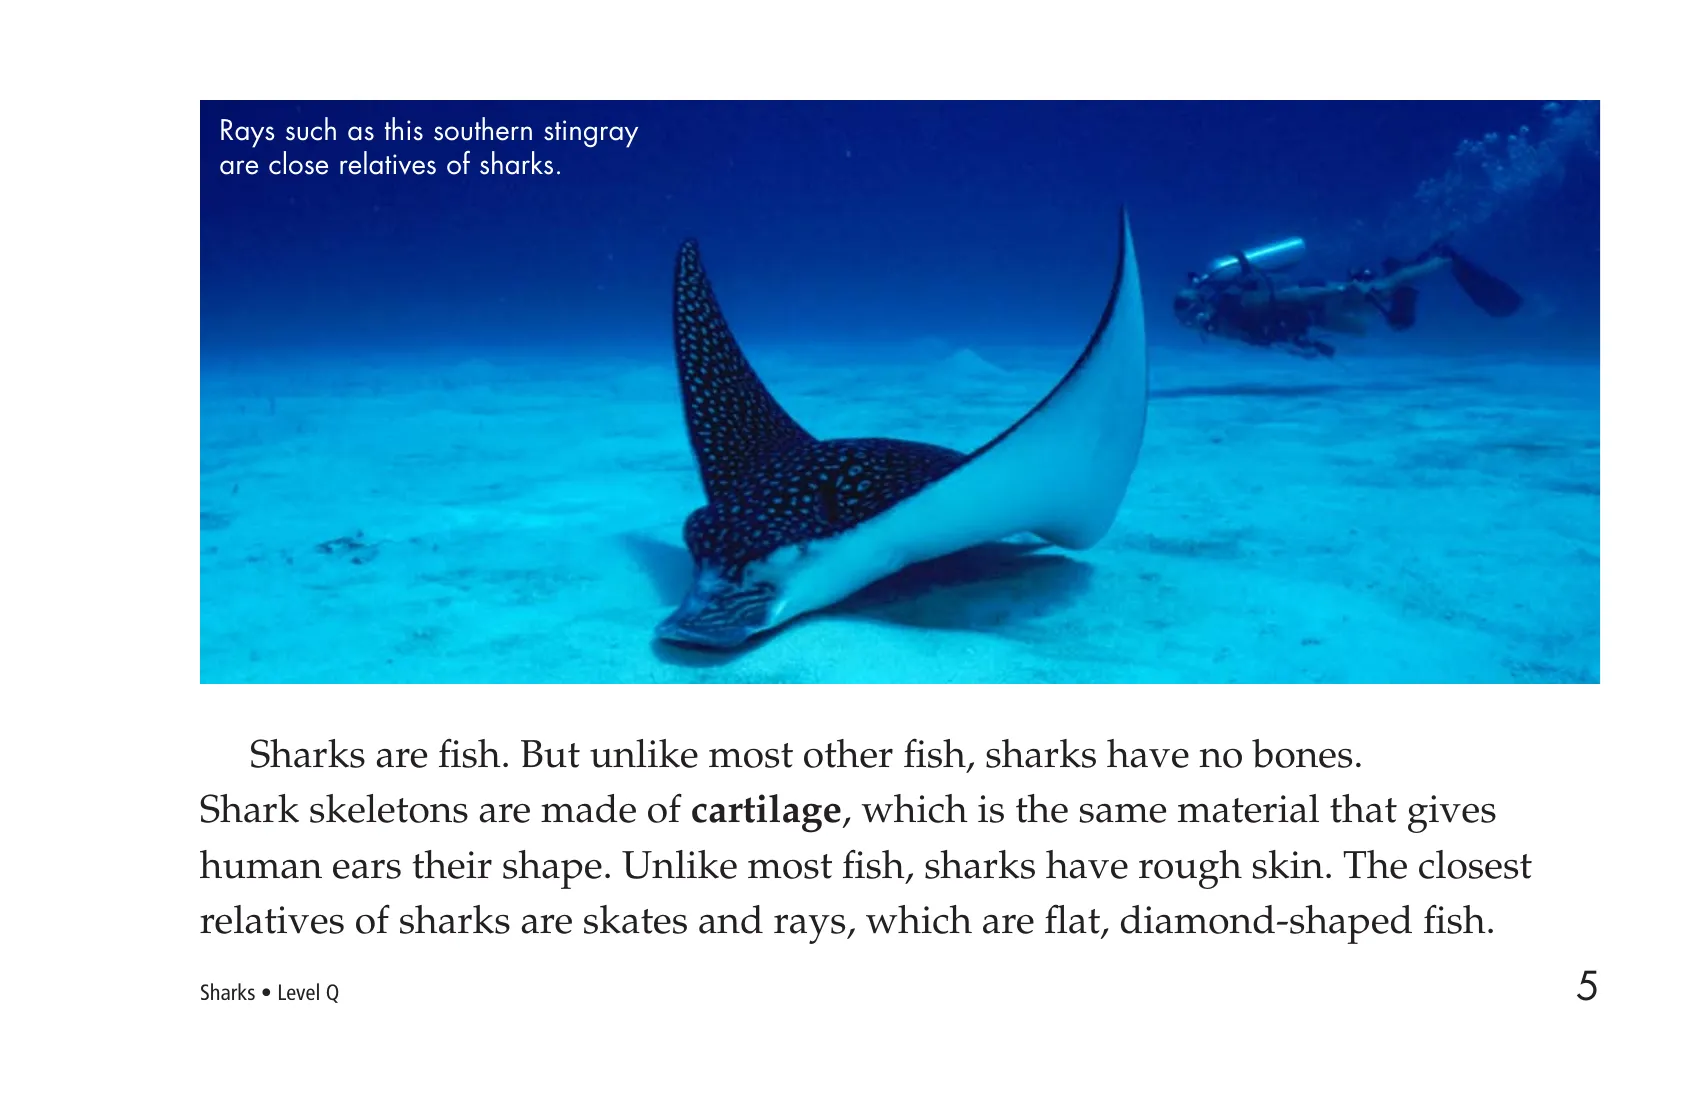 Rays such as this southern stingray
are close relatives of sharks.
Sharks are fish. But unlike most other fish, sharks have no bones.
Shark skeletons are made of cartilage, which is the same material that gives
human ears their shape. Unlike most fish, sharks have rough skin. The closest
relatives of sharks are skates and rays, which are flat, diamond-shaped fish.
Sharks • Level Q
5